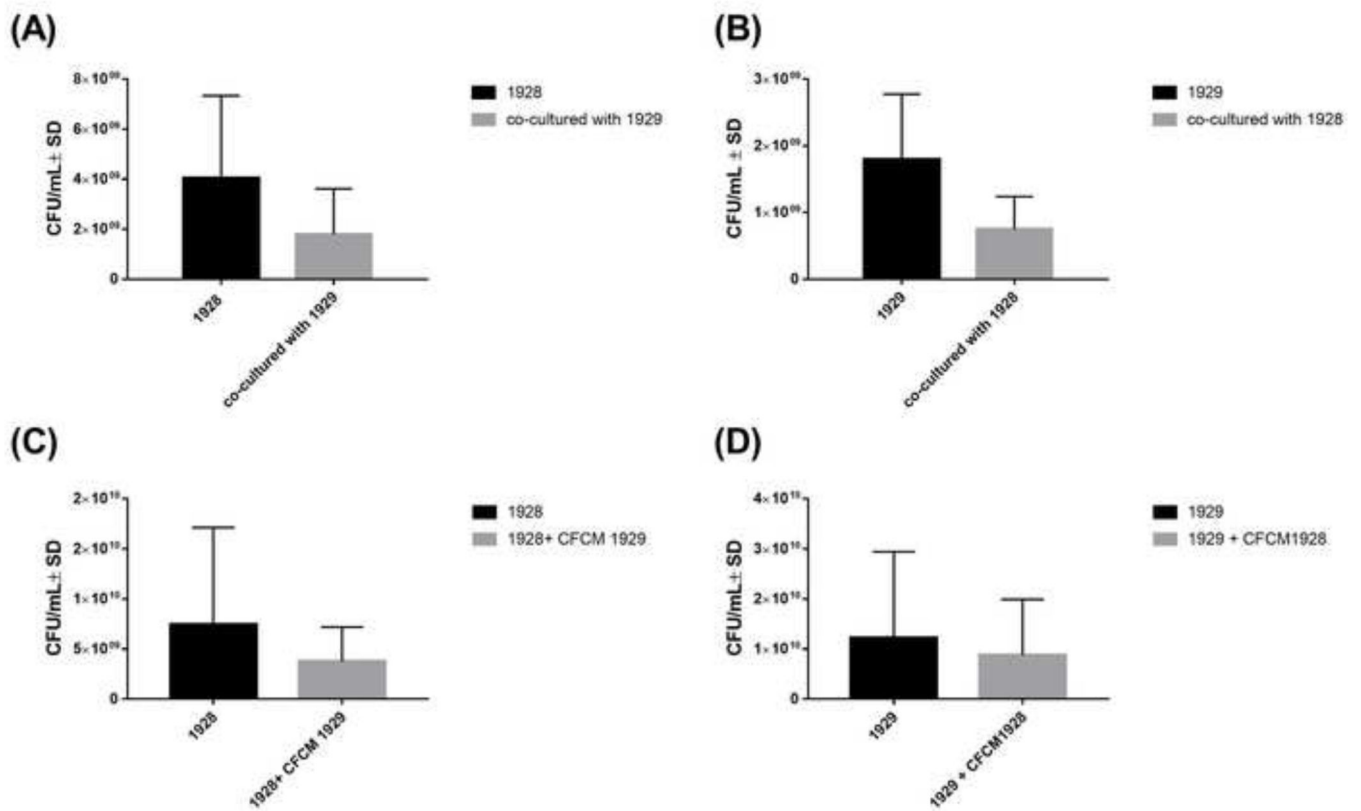 (A)
CFU/mL± SD
8×10⁰⁹
6×10⁰⁹
4×10⁰⁹
2×10⁰⁹
0
1928
co-cultured with 1929
1928
co-cultured with 1929
(B)
CFU/mL ± SD
3×10⁰⁹
2×10⁰⁹
1×10⁰⁹
0
1929
co-cultured with 1928
1929
co-cultured with 1928
(C)
CFU/mL± SD
2×10¹⁰
2×10¹⁰
1×10¹⁰
5×10⁰⁹
0
1928
1928+ CFCM 1929
1928
1928+ CFCM 1929
(D)
CFU/mL± SD
4×10¹⁰
3×10¹⁰
2×10¹⁰
1×10¹⁰
0
1929
1929 + CFCM1928
1929
1929 + CFCM1928